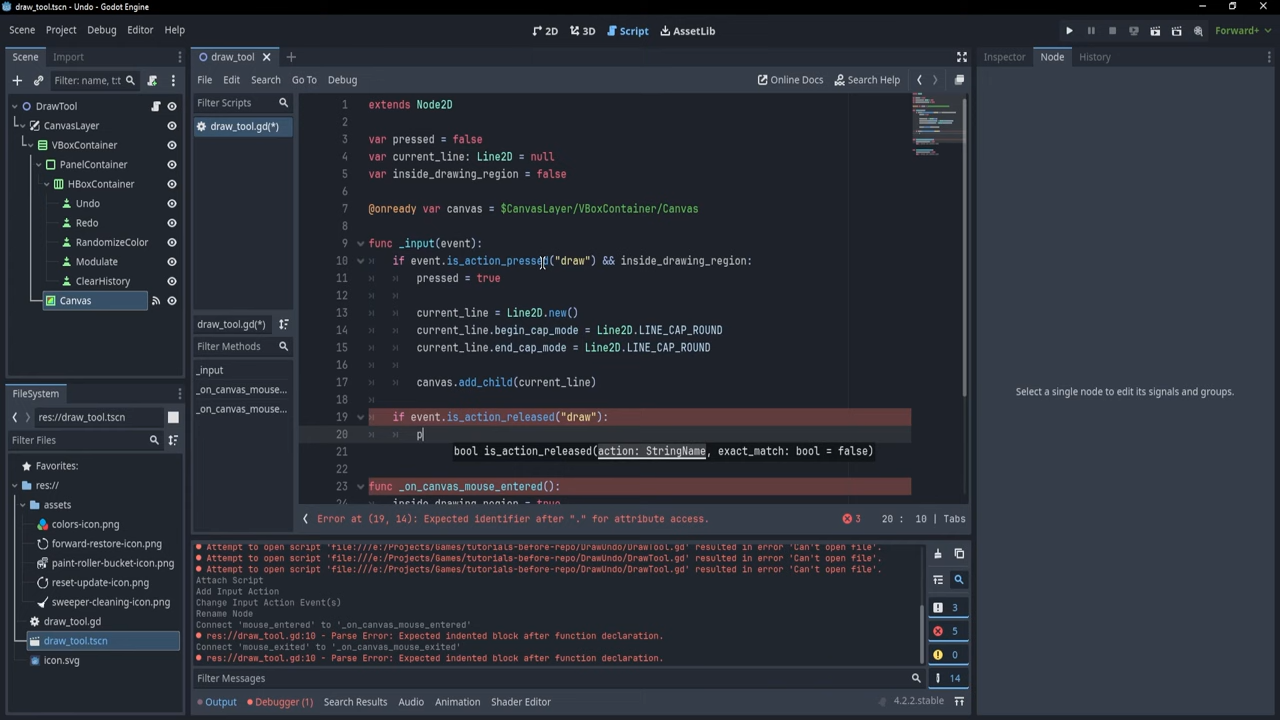 draw_tool.tscn - Undo - Godot Engine
Scene Project Debug Editor Help
2D 3D Script AssetLib
Forward+
Scene Import
Filter: name, t:t
DrawTool
CanvasLayer
VBoxContainer
PanelContainer
HBoxContainer
Undo
Redo
RandomizeColor
Modulate
ClearHistory
Canvas
FileSystem
res://draw_tool.tscn
Filter Files
Favorites:
res://
assets
colors-icon.png
forward-restore-icon.png
paint-roller-bucket-icon.png
reset-update-icon.png
sweeper-cleaning-icon.png
draw_tool.gd
draw_tool.tscn
icon.svg
draw_tool
File Edit Search Go To Debug
Online Docs Search Help
Filter Scripts
draw_tool.gd(*)
draw_tool.gd(*)
Filter Methods
_input
_on_canvas_mouse...
_on_canvas_mouse...
1 extends Node2D
2
3 var pressed = false
4 var current_line: Line2D = null
5 var inside_drawing_region = false
6
7 @onready var canvas = $CanvasLayer/VBoxContainer/Canvas
8
9 func _input(event):
10 if event.is_action_pressed("draw") && inside_drawing_region:
11 pressed = true
12
13 current_line = Line2D.new()
14 current_line.begin_cap_mode = Line2D.LINE_CAP_ROUND
15 current_line.end_cap_mode = Line2D.LINE_CAP_ROUND
16
17 canvas.add_child(current_line)
18
19 if event.is_action_released("draw"):
20 p
21 bool is_action_released(action: StringName, exact_match: bool = false)
22
23 func _on_canvas_mouse_entered():
24 inside_drawing_region = true
Error at (19, 14): Expected identifier after "." for attribute access.
3 20 : 10 | Tabs
Attempt to open script 'file:///e:/Projects/Games/tutorials-before-repo/DrawUndo/DrawTool.gd' resulted in error 'Can't open file'.
Attempt to open script 'file:///e:/Projects/Games/tutorials-before-repo/DrawUndo/DrawTool.gd' resulted in error 'Can't open file'.
Attempt to open script 'file:///e:/Projects/Games/tutorials-before-repo/DrawUndo/DrawTool.gd' resulted in error 'Can't open file'.
Attach Script
Add Input Action
Change Input Action Event(s)
Rename Node
Connect 'mouse_entered' to '_on_canvas_mouse_entered'
res://draw_tool.gd:10 - Parse Error: Expected indented block after function declaration.
Connect 'mouse_exited' to '_on_canvas_mouse_exited'
res://draw_tool.gd:10 - Parse Error: Expected indented block after function declaration.
3
5
0
14
Filter Messages
Output Debugger (1) Search Results Audio Animation Shader Editor
4.2.2.stable
Inspector Node History
Select a single node to edit its signals and groups.